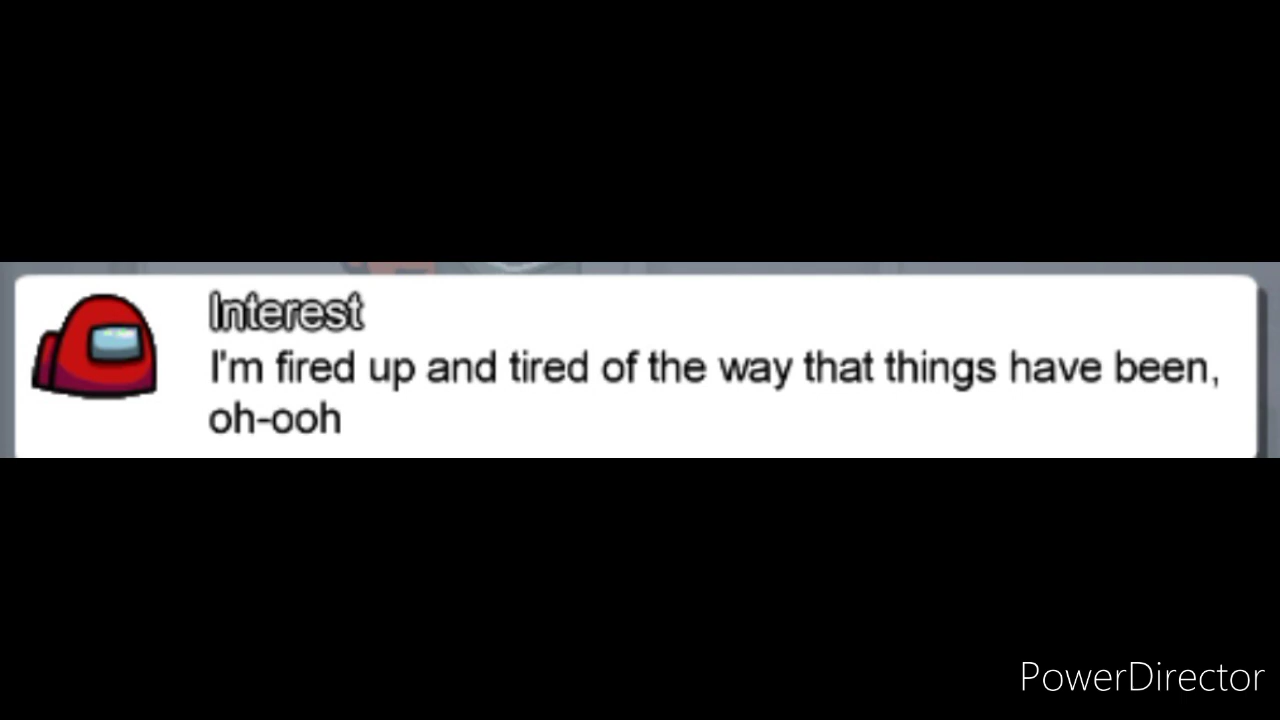 Interest
I'm fired up and tired of the way that things have been,
oh-ooh
PowerDirector